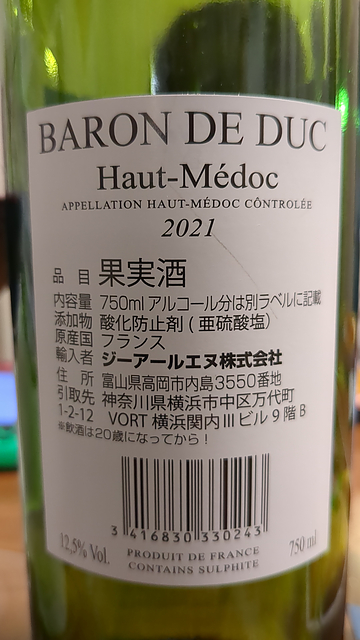 BARON DE DUC
Haut-Médoc
APPELLATION HAUT-MÉDOC CÔNTROLÉE
2021
品 目 果実酒
内容量 750ml アルコール分は別ラベルに記載
添加物 酸化防止剤 ( 亜硫酸塩)
原産国 フランス
輸入者 ジーアールエヌ株式会社
住 所 富山県高岡市内島3550番地
引取先 神奈川県横浜市中区万代町
1-2-12 VORT 横浜関内 III ビル 9 階 B
※飲酒は20歳になってから！
3 416830 330243
12,5% Vol.
PRODUIT DE FRANCE
CONTAINS SULPHITE
750 ml